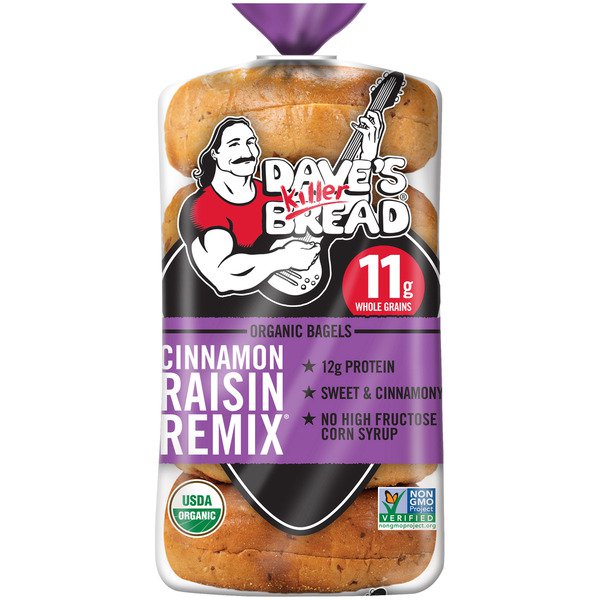 DAVE'S
Killer
BREAD®
11g
WHOLE GRAINS
ORGANIC BAGELS
CINNAMON
RAISIN
REMIX®
★ 12g PROTEIN
★ SWEET & CINNAMONY
★ NO HIGH FRUCTOSE
CORN SYRUP
USDA
ORGANIC
NON
GMO
Project
VERIFIED
nongmoproject.org